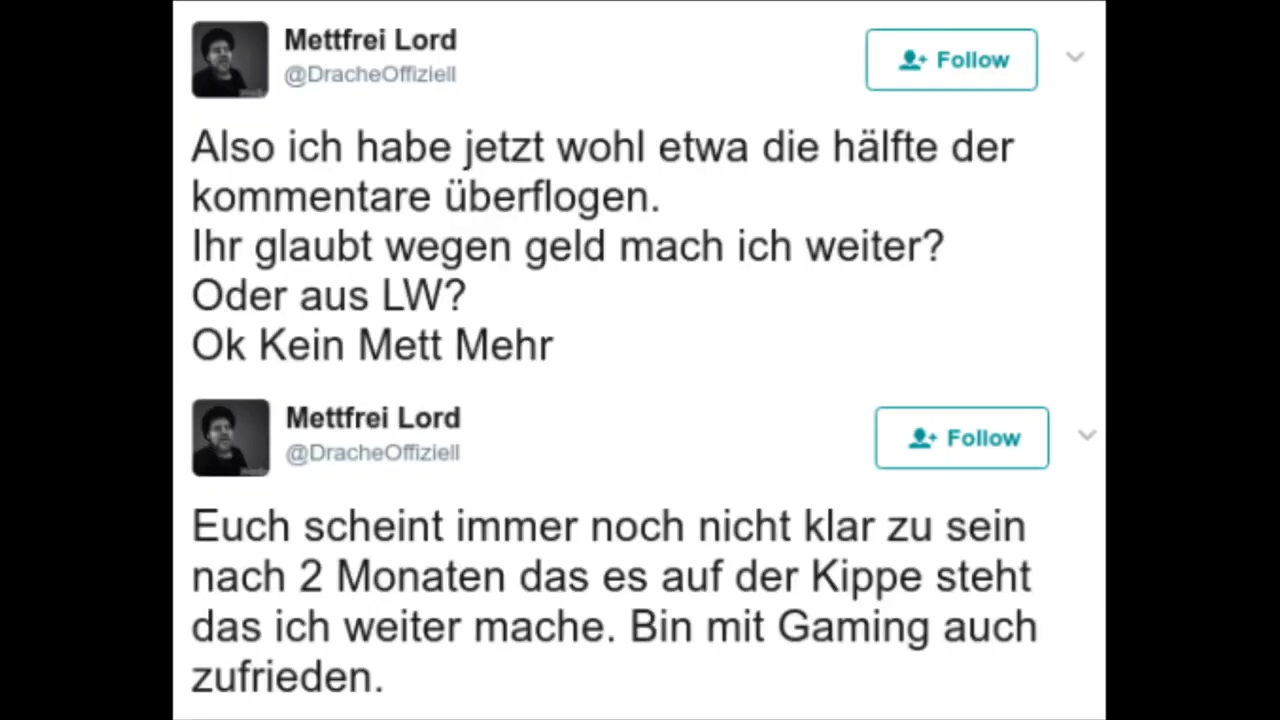 Mettfrei Lord
@DracheOffiziell
Follow
Also ich habe jetzt wohl etwa die hälfte der
kommentare überflogen.
Ihr glaubt wegen geld mach ich weiter?
Oder aus LW?
Ok Kein Mett Mehr
Mettfrei Lord
@DracheOffiziell
Follow
Euch scheint immer noch nicht klar zu sein
nach 2 Monaten das es auf der Kippe steht
das ich weiter mache. Bin mit Gaming auch
zufrieden.